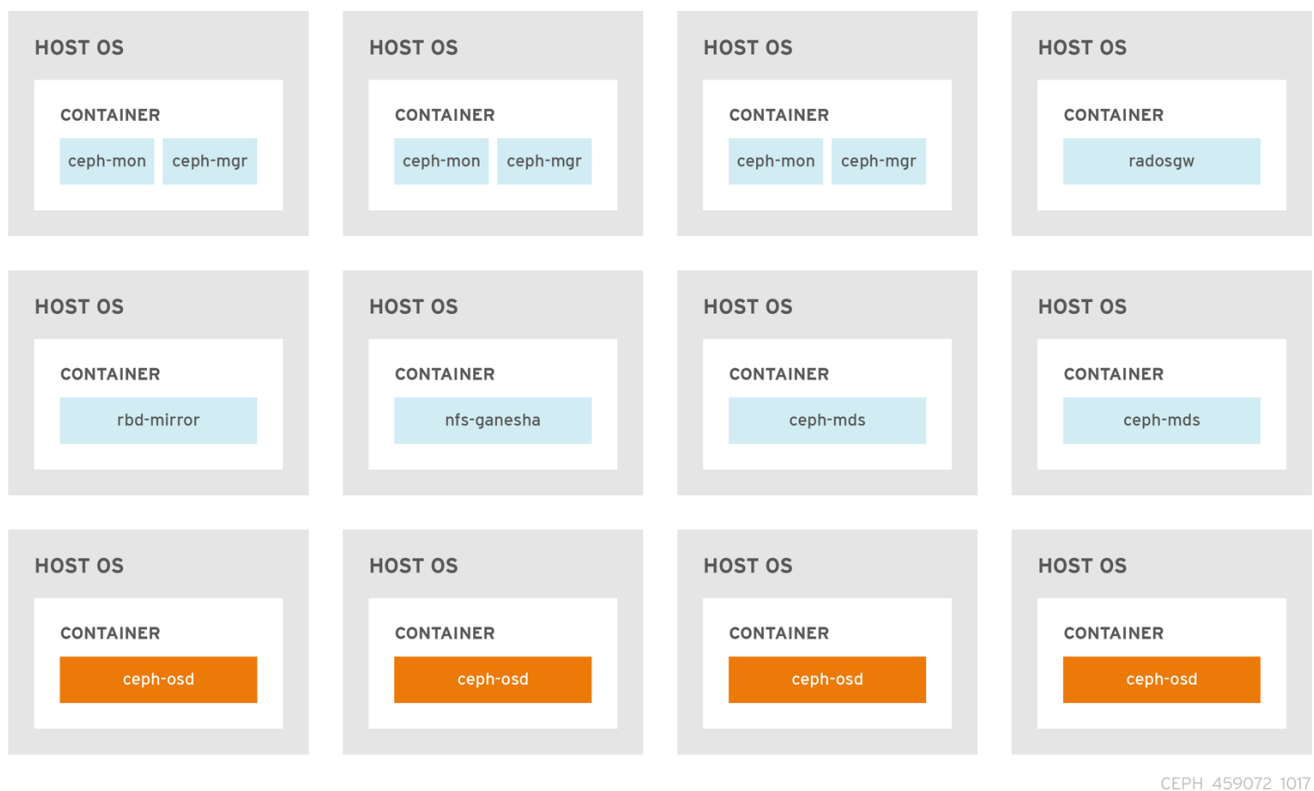 HOST OS HOST OS HOST OS HOST OS
CONTAINER CONTAINER CONTAINER CONTAINER
ceph-mon ceph-mgr ceph-mon ceph-mgr ceph-mon ceph-mgr radosgw
HOST OS HOST OS HOST OS HOST OS
CONTAINER CONTAINER CONTAINER CONTAINER
rbd-mirror nfs-ganesha ceph-mds ceph-mds
HOST OS HOST OS HOST OS HOST OS
CONTAINER CONTAINER CONTAINER CONTAINER
ceph-osd ceph-osd ceph-osd ceph-osd
CEPH_459072_1017